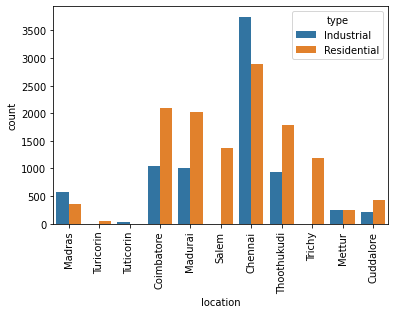 type
Industrial
Residential
3500
3000
2500
2000
1500
1000
500
0
count
Madras
Turicorin
Tuticorin
Coimbatore
Madurai
Salem
Chennai
Thoothukudi
Trichy
Mettur
Cuddalore
location